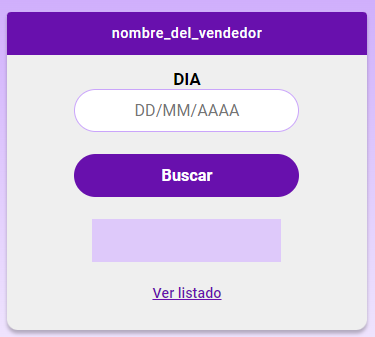 nombre_del_vendedor
DIA
DD/MM/AAAA
Buscar
Ver listado